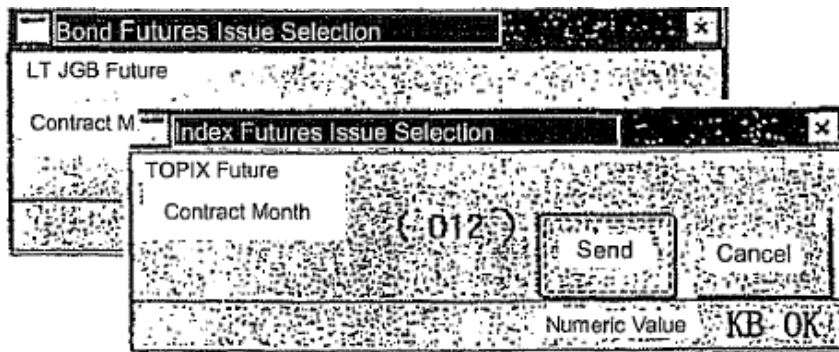 Bond Futures Issue Selection
LT JGB Future
Contract M
Index Futures Issue Selection
TOPIX Future
Contract Month
( 012 )
Send
Cancel
Numeric Value
KB OK